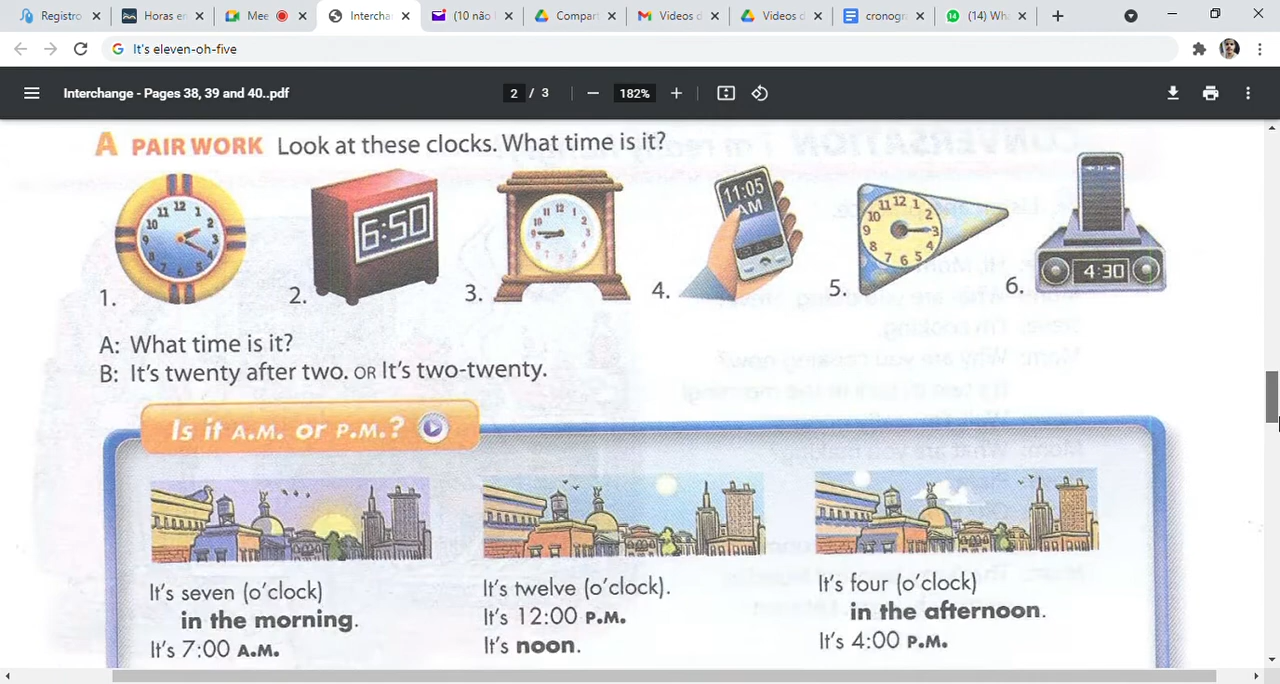 Registro
Horas en
Mee
Interchan
(10 não
Compart
Videos d
Videos d
cronogr
(14) Wha
It's eleven-oh-five
Interchange - Pages 38, 39 and 40..pdf
2 / 3
182%
A PAIR WORK Look at these clocks. What time is it?
1.
2.
6:50
3.
4.
11:05
AM
5.
6.
4:30
A: What time is it?
B: It's twenty after two. OR It's two-twenty.
Is it A.M. or P.M.?
It's seven (o'clock)
in the morning.
It's 7:00 A.M.
It's twelve (o'clock).
It's 12:00 P.M.
It's noon.
It's four (o'clock)
in the afternoon.
It's 4:00 P.M.